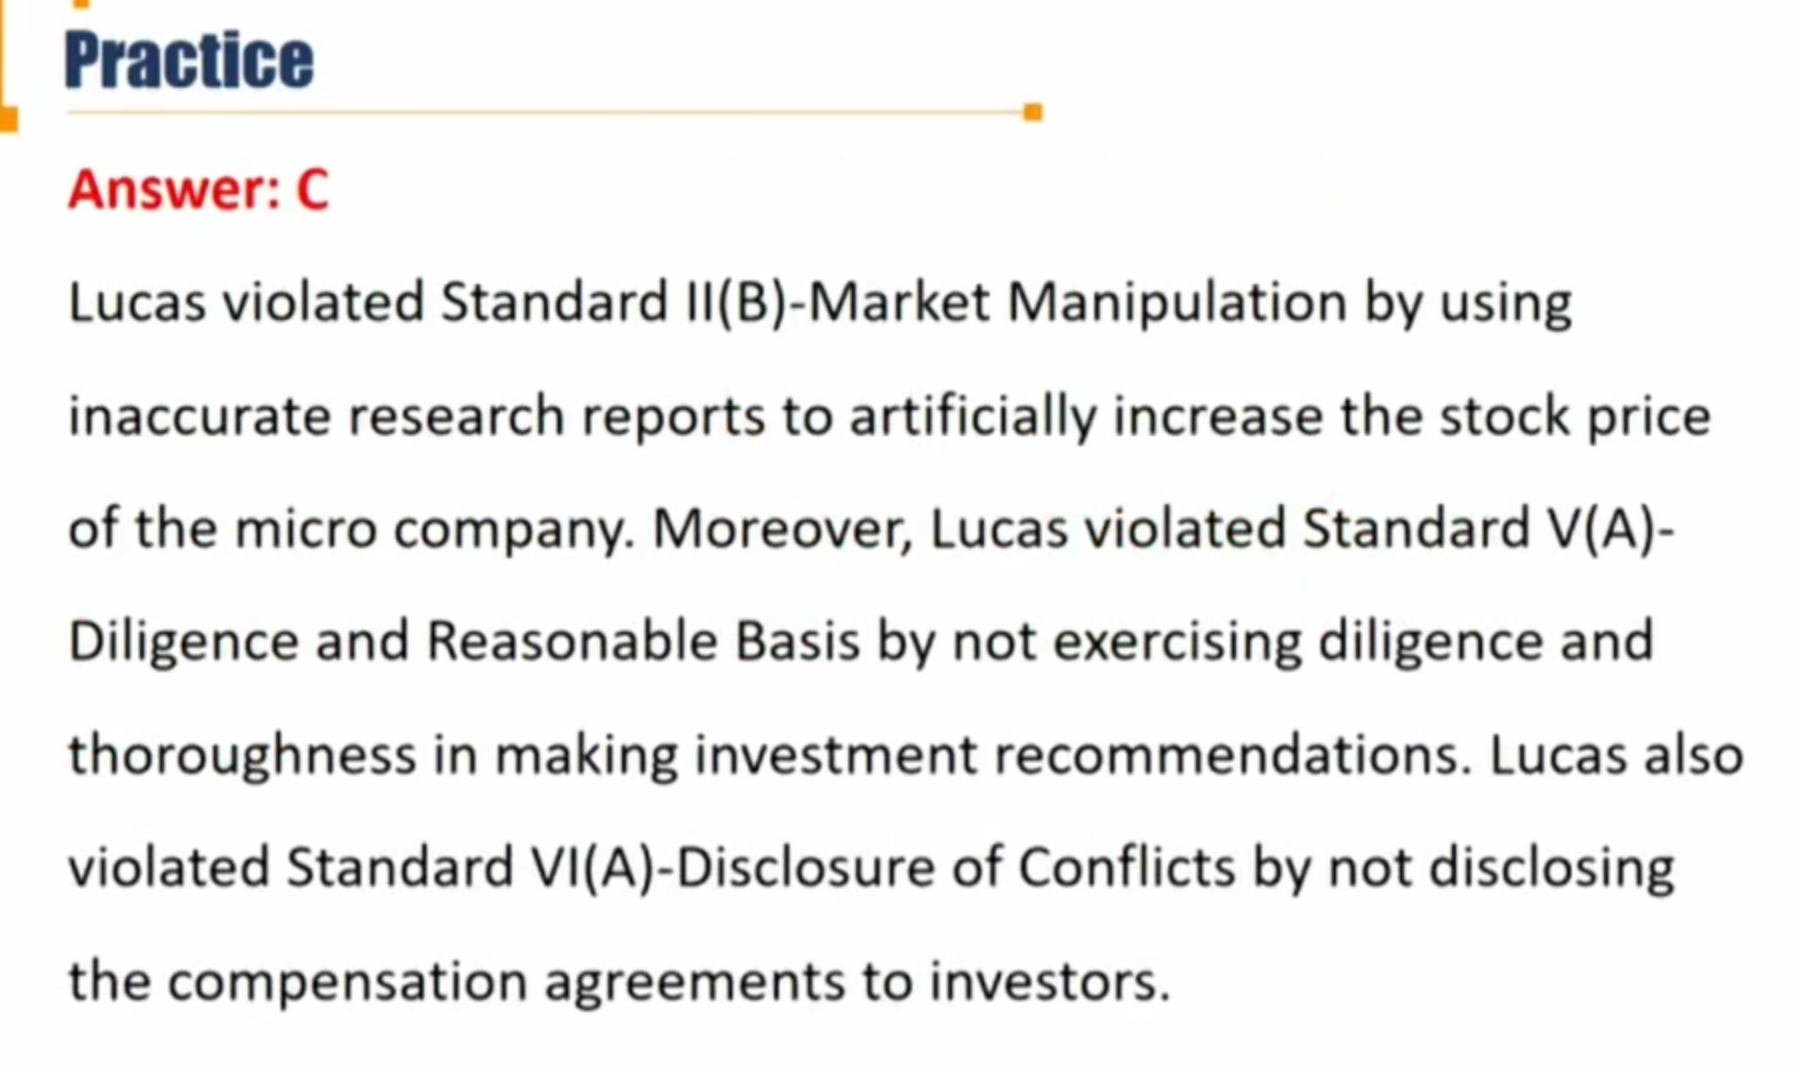 Practice
Answer: C
Lucas violated Standard II(B)-Market Manipulation by using
inaccurate research reports to artificially increase the stock price
of the micro company. Moreover, Lucas violated Standard V(A)-
Diligence and Reasonable Basis by not exercising diligence and
thoroughness in making investment recommendations. Lucas also
violated Standard VI(A)-Disclosure of Conflicts by not disclosing
the compensation agreements to investors.